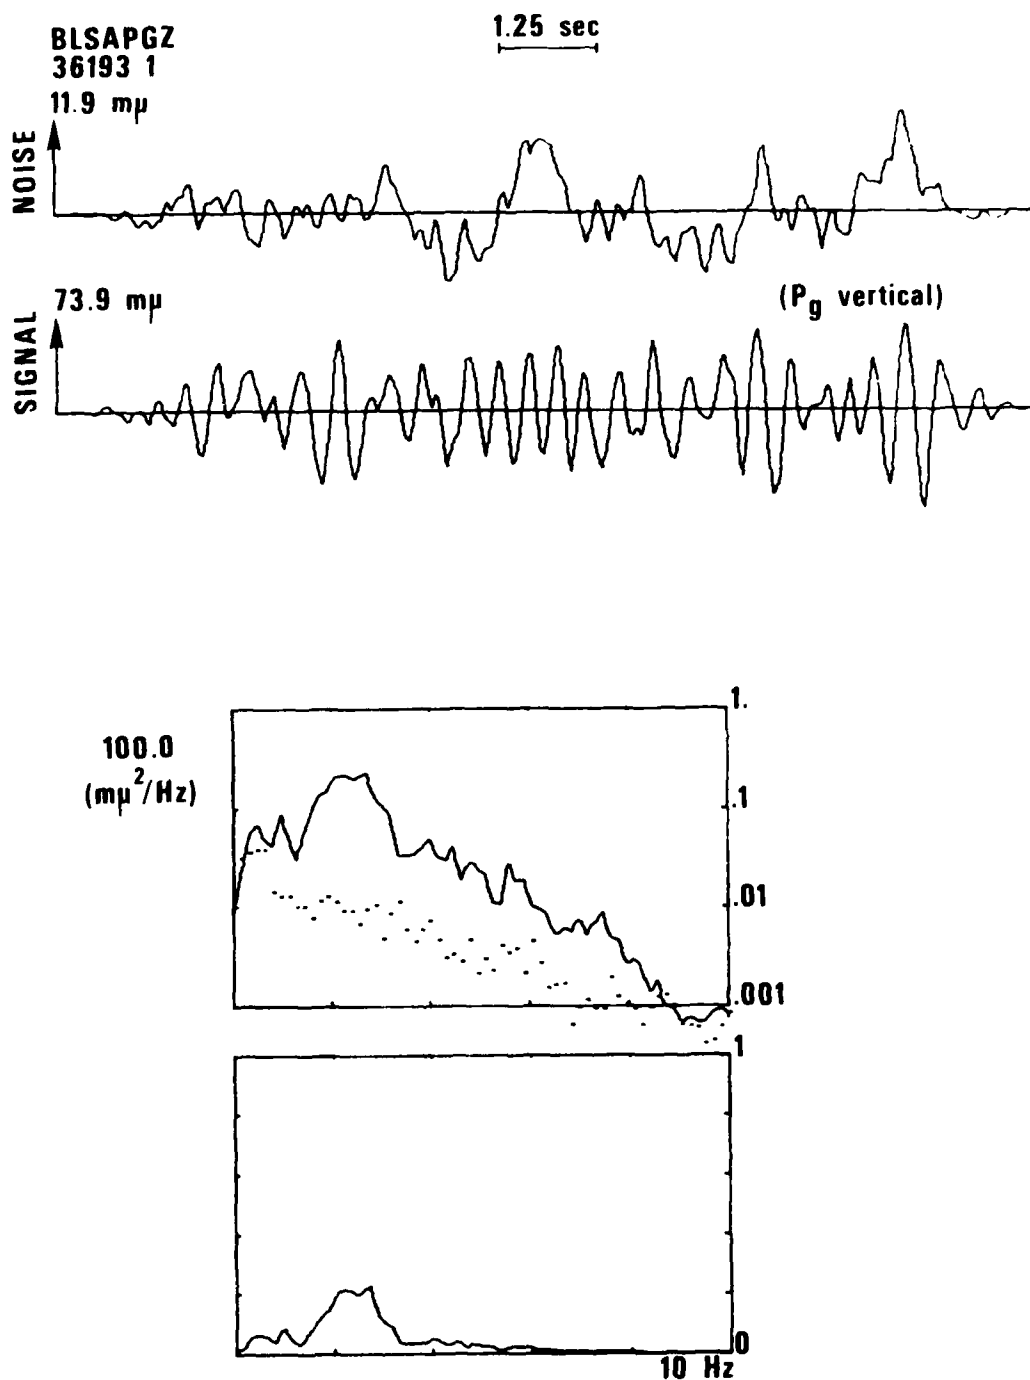 BLSAPGZ
36193 1
1.25 sec
11.9 mμ
NOISE
73.9 mμ
(Pg vertical)
SIGNAL
100.0
(mμ²/Hz)
1.
.1
.01
.001
1
0
10 Hz